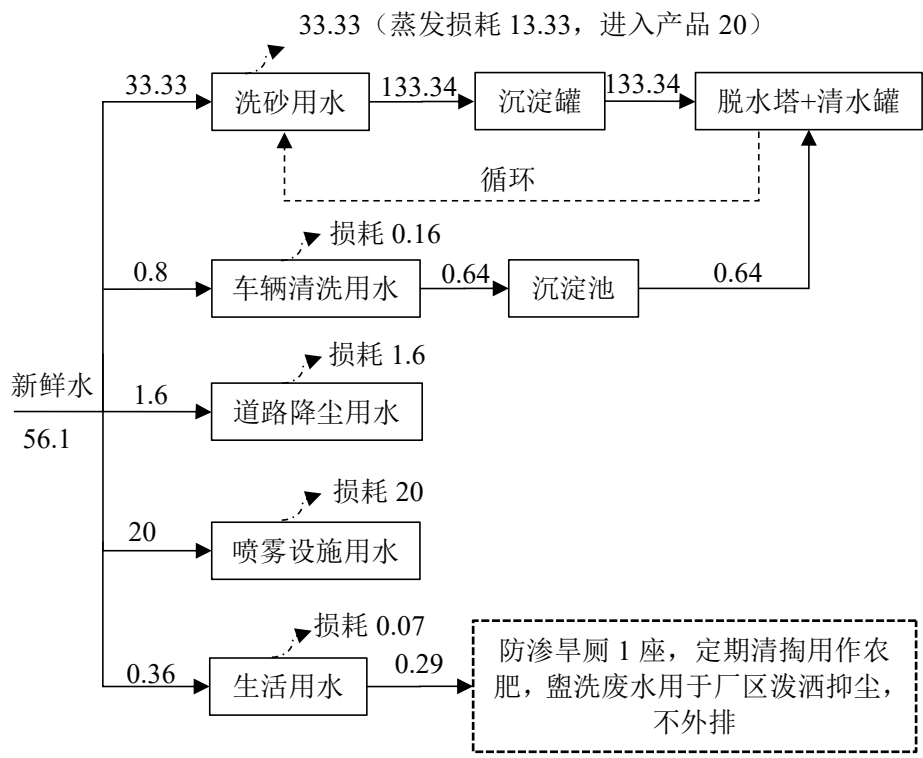 33.33（蒸发损耗 13.33，进入产品 20）
33.33
洗砂用水
133.34
沉淀罐
133.34
脱水塔+清水罐
循环
损耗 0.16
0.8
车辆清洗用水
0.64
沉淀池
0.64
损耗 1.6
新鲜水
56.1
1.6
道路降尘用水
损耗 20
20
喷雾设施用水
损耗 0.07
0.36
生活用水
0.29
防渗旱厕 1 座，定期清掏用作农
肥，盥洗废水用于厂区泼洒抑尘，
不外排